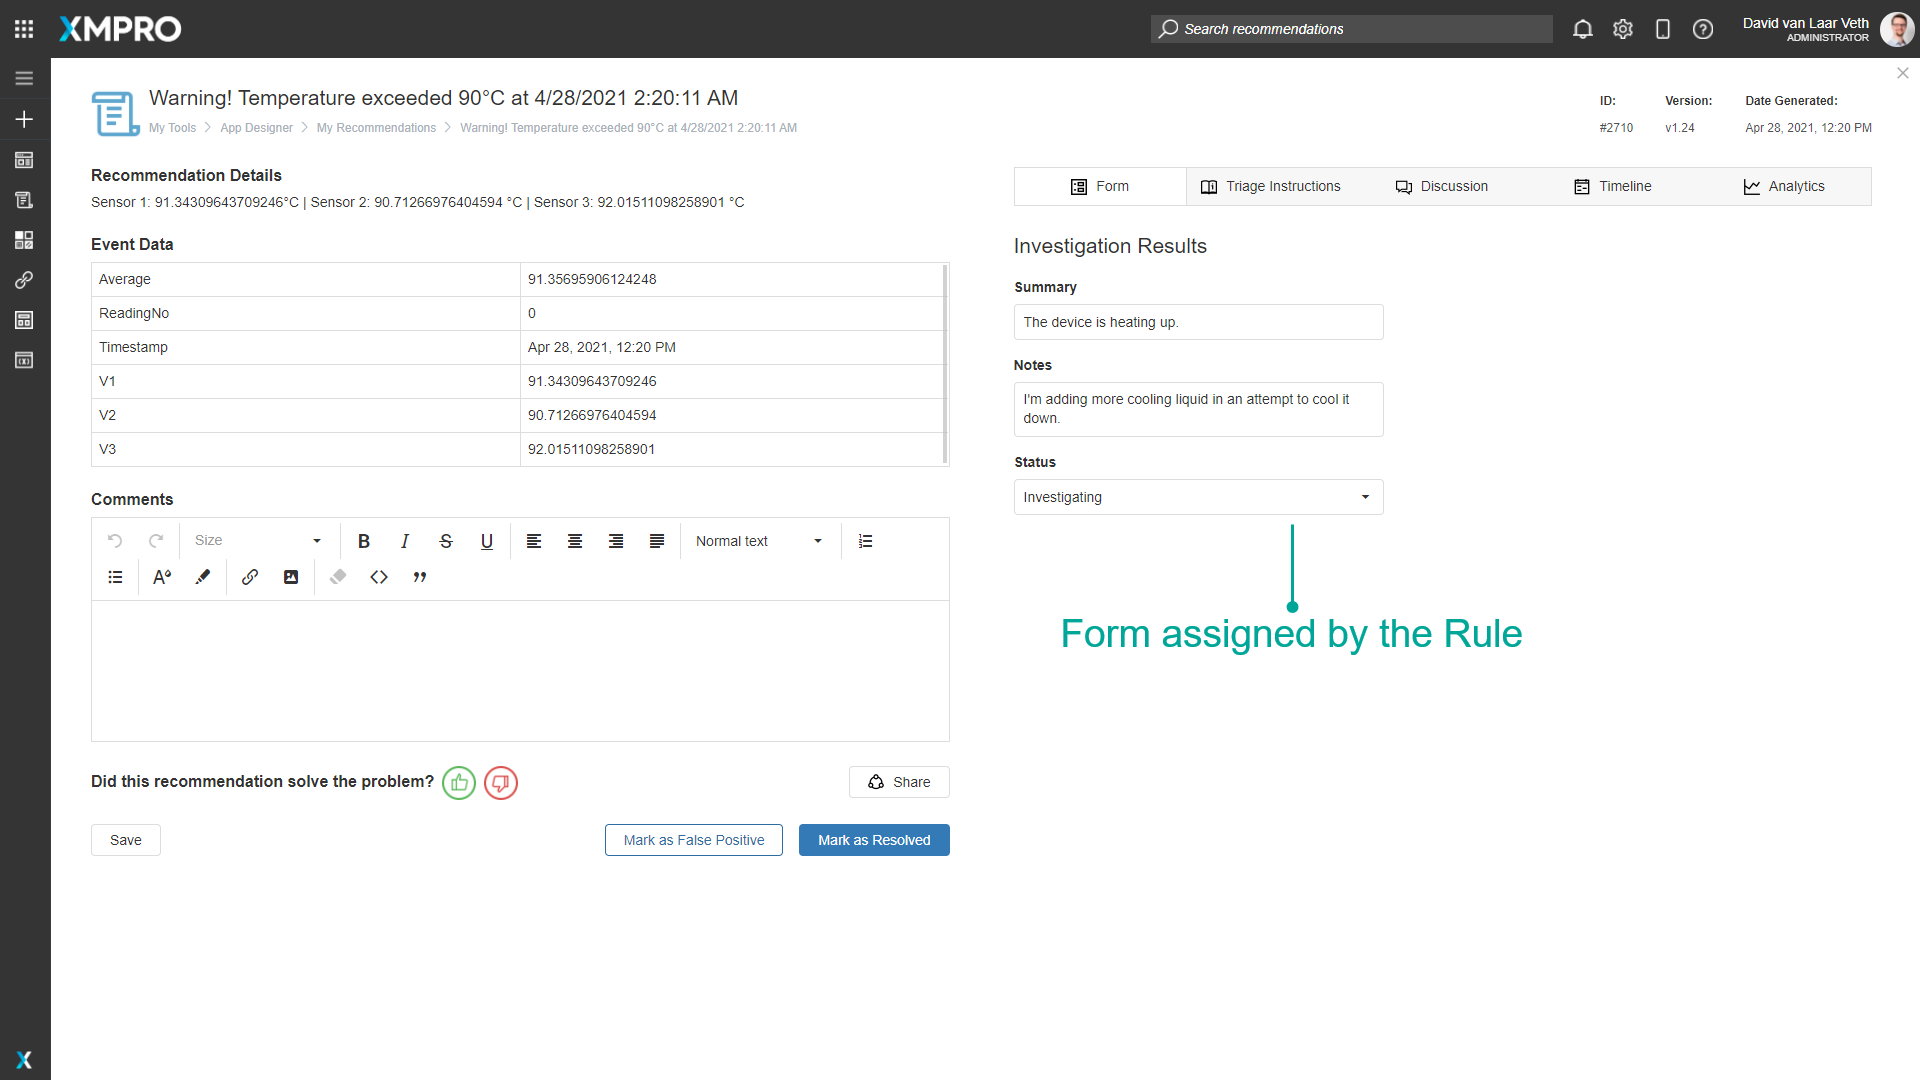 XMPRO
Search recommendations
David van Laar Veth
ADMINISTRATOR
Warning! Temperature exceeded 90°C at 4/28/2021 2:20:11 AM
My Tools > App Designer > My Recommendations > Warning! Temperature exceeded 90°C at 4/28/2021 2:20:11 AM
ID: Version: Date Generated:
#2710 v1.24 Apr 28, 2021, 12:20 PM
Recommendation Details
Sensor 1: 91.34309643709246°C | Sensor 2: 90.71266976404594 °C | Sensor 3: 92.01511098258901 °C
Event Data
Average 91.35695906124248
ReadingNo 0
Timestamp Apr 28, 2021, 12:20 PM
V1 91.34309643709246
V2 90.71266976404594
V3 92.01511098258901
Comments
Size B I S U Normal text
Did this recommendation solve the problem?
Share
Save Mark as False Positive Mark as Resolved
Form Triage Instructions Discussion Timeline Analytics
Investigation Results
Summary
The device is heating up.
Notes
I'm adding more cooling liquid in an attempt to cool it
down.
Status
Investigating
Form assigned by the Rule